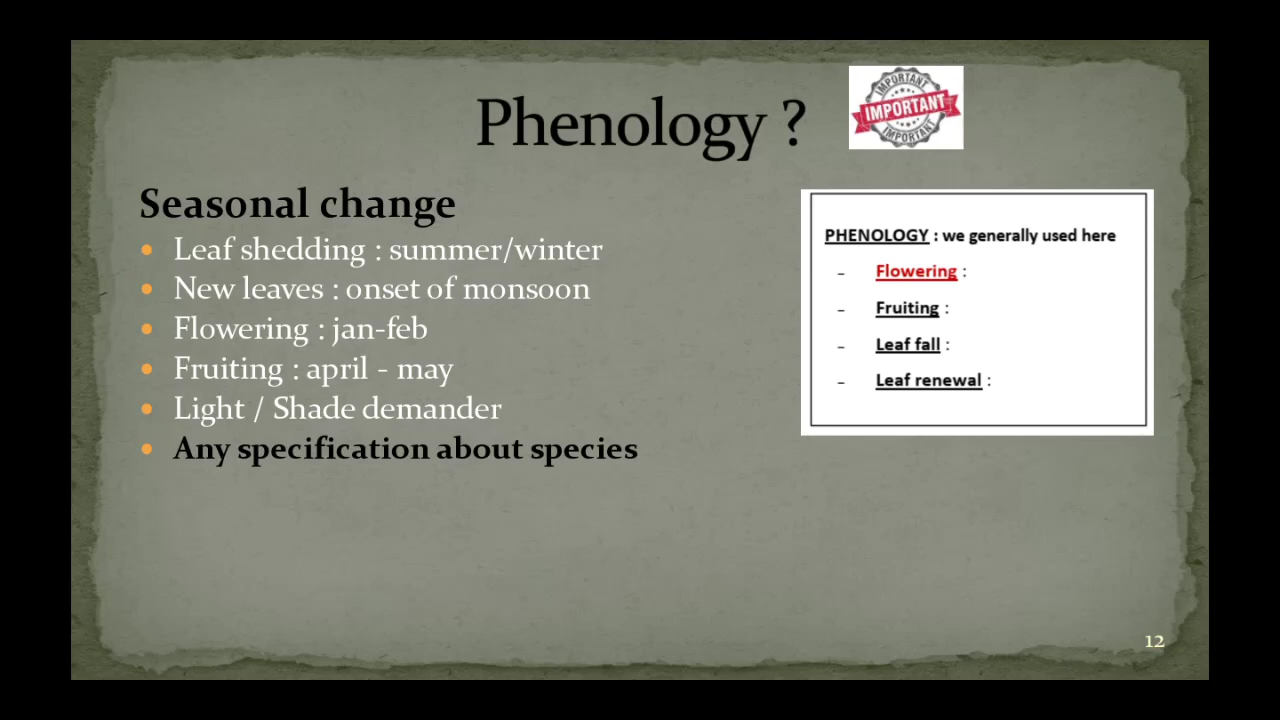 Phenology ?
IMPORTANT
IMPORTANT
IMPORTANT
Seasonal change
• Leaf shedding : summer/winter
• New leaves : onset of monsoon
• Flowering : jan-feb
• Fruiting : april - may
• Light / Shade demander
• Any specification about species
PHENOLOGY : we generally used here
- Flowering :
- Fruiting :
- Leaf fall :
- Leaf renewal :
12